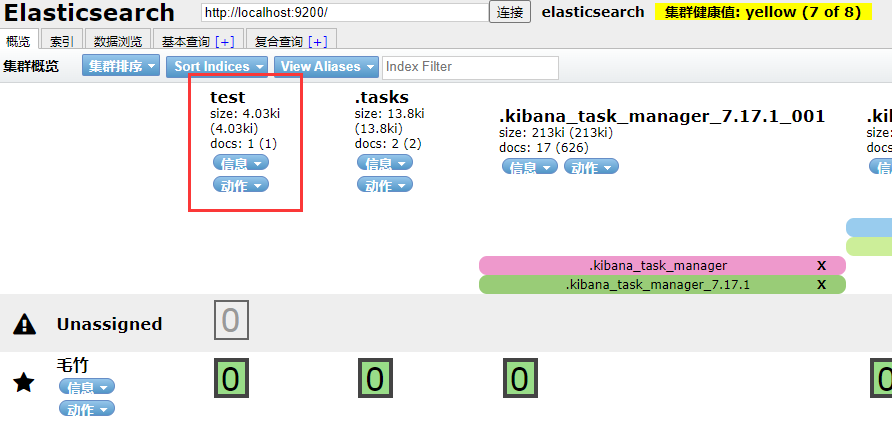 Elasticsearch http://localhost:9200/ 连接 elasticsearch 集群健康值: yellow (7 of 8)
概览 索引 数据浏览 基本查询 [+] 复合查询 [+]
集群概览 集群排序 Sort Indices View Aliases Index Filter
test .tasks
size: 4.03ki size: 13.8ki .kibana_task_manager_7.17.1_001 .ki
(4.03ki) (13.8ki) size: 213ki (213ki)
docs: 1 (1) docs: 2 (2) docs: 17 (626)
信息 信息 信息 动作
动作 动作
.kibana_task_manager X
.kibana_task_manager_7.17.1 X
Unassigned 0
毛竹 0 0 0 0
信息
动作